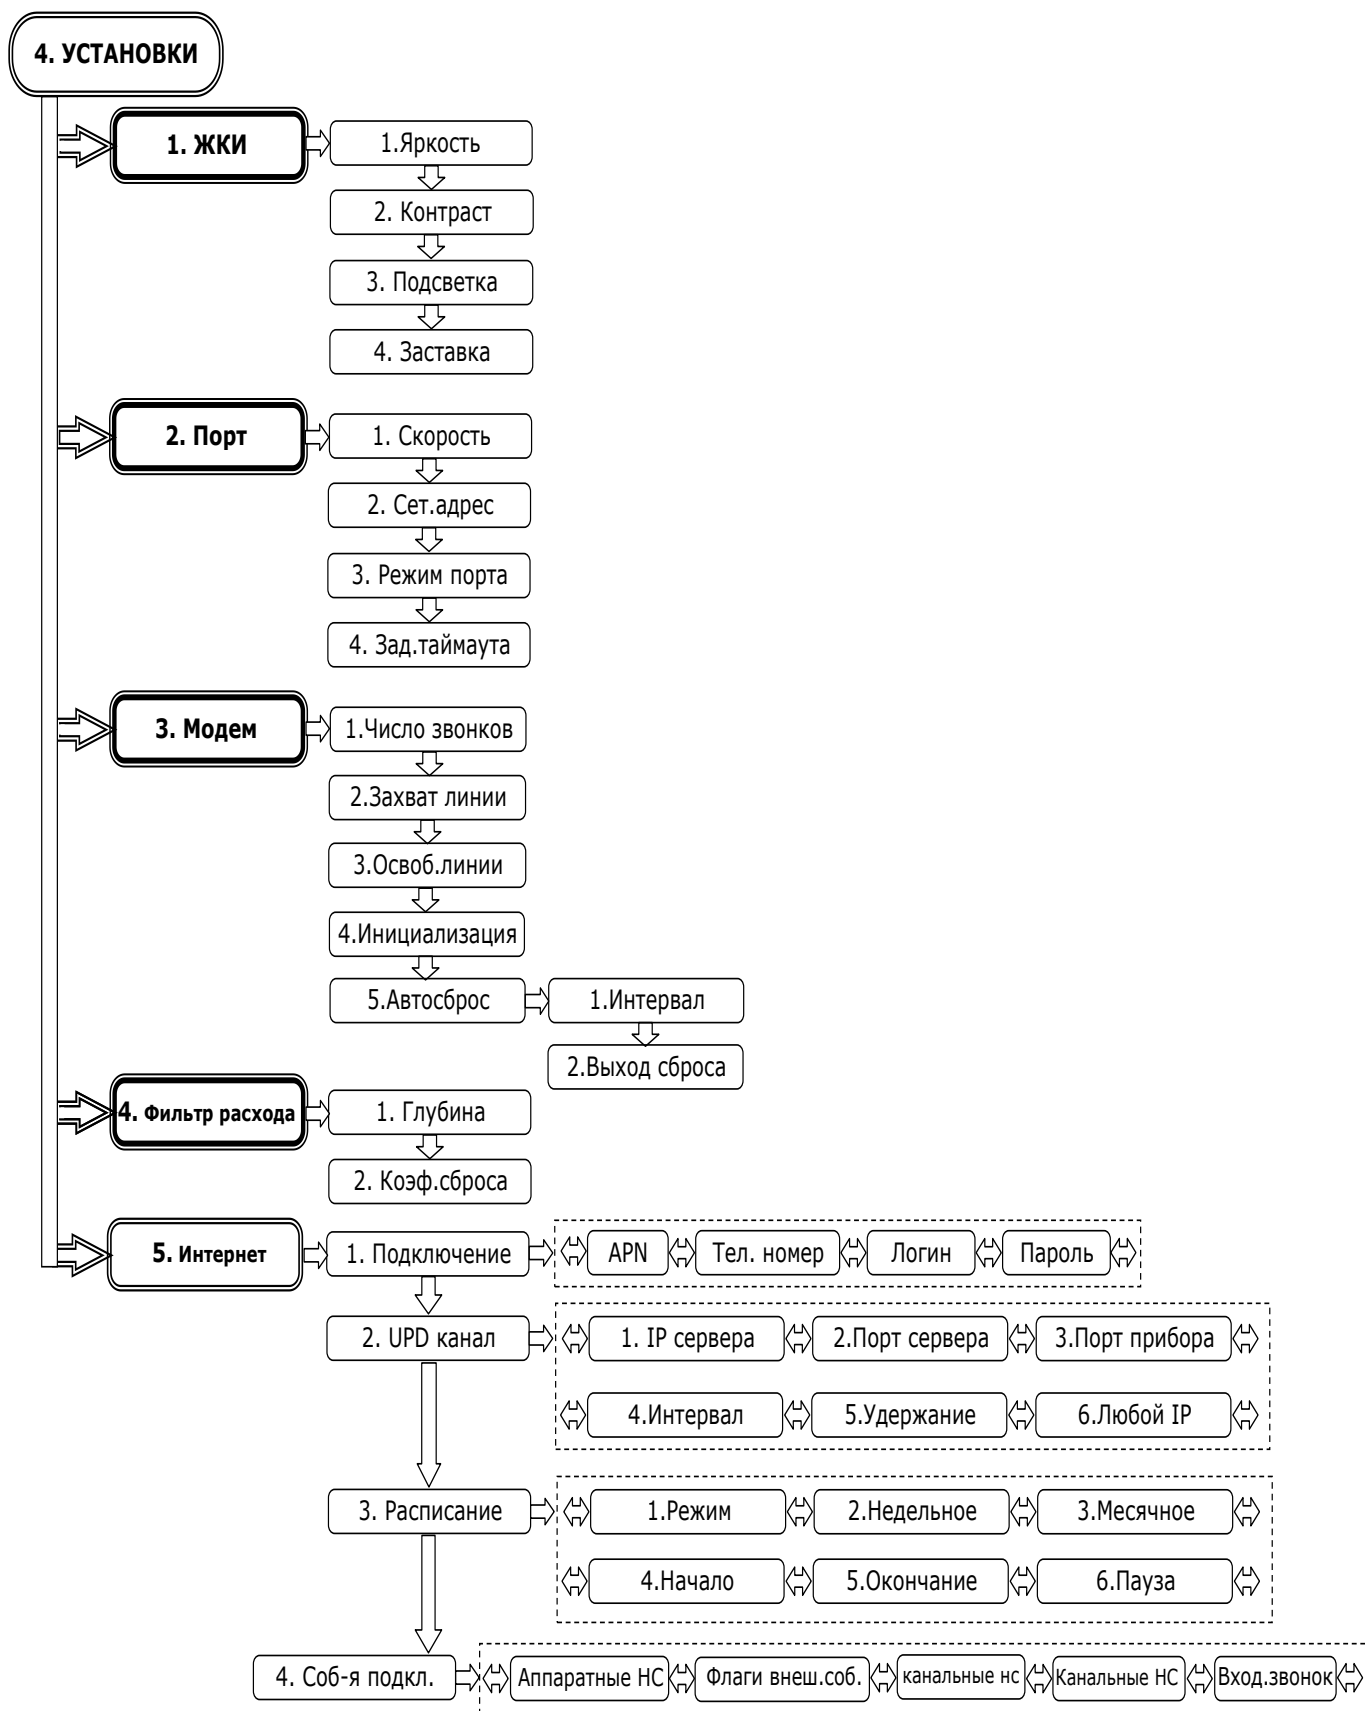 4. УСТАНОВКИ
1. ЖКИ
1.Яркость
2. Контраст
3. Подсветка
4. Заставка
2. Порт
1. Скорость
2. Сет.адрес
3. Режим порта
4. Зад.таймаута
3. Модем
1.Число звонков
2.Захват линии
3.Освоб.линии
4.Инициализация
5.Автосброс
1.Интервал
2.Выход сброса
4. Фильтр расхода
1. Глубина
2. Коэф.сброса
5. Интернет
1. Подключение
APN
Тел. номер
Логин
Пароль
2. UPD канал
1. IP сервера
2.Порт сервера
3.Порт прибора
4.Интервал
5.Удержание
6.Любой IP
3. Расписание
1.Режим
2.Недельное
3.Месячное
4.Начало
5.Окончание
6.Пауза
4. Соб-я подкл.
Аппаратные НС
Флаги внеш.соб.
канальные нс
Канальные НС
Вход.звонок